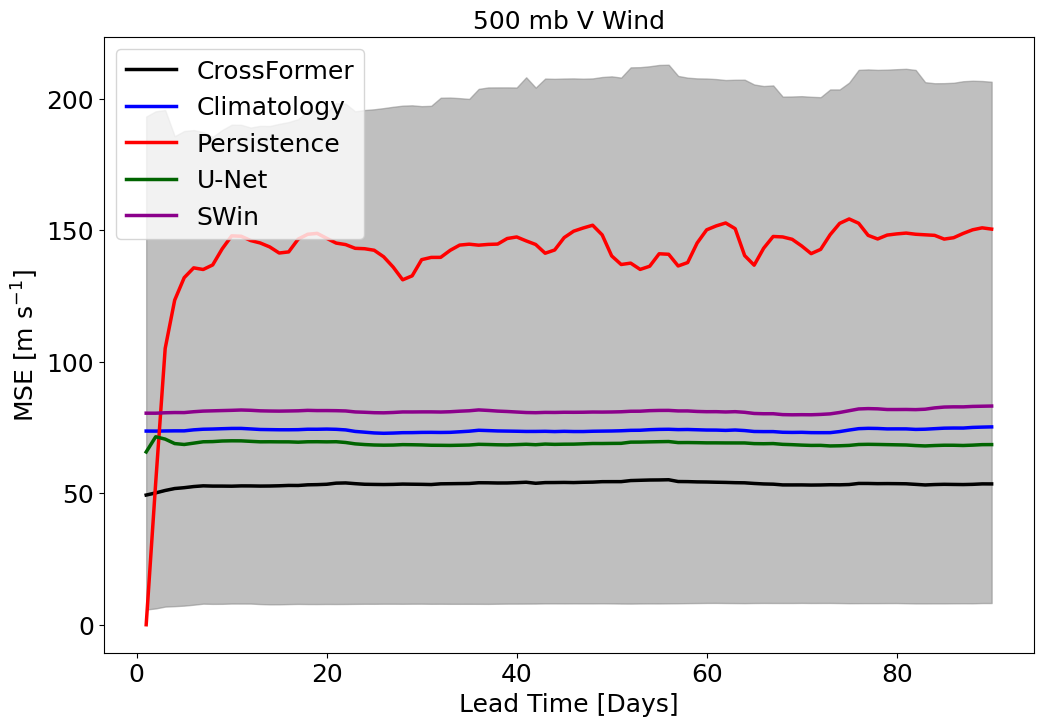 500 mb V Wind
CrossFormer
Climatology
Persistence
U-Net
SWin
MSE [m s⁻¹]
200
150
100
50
0
0 20 40 60 80
Lead Time [Days]